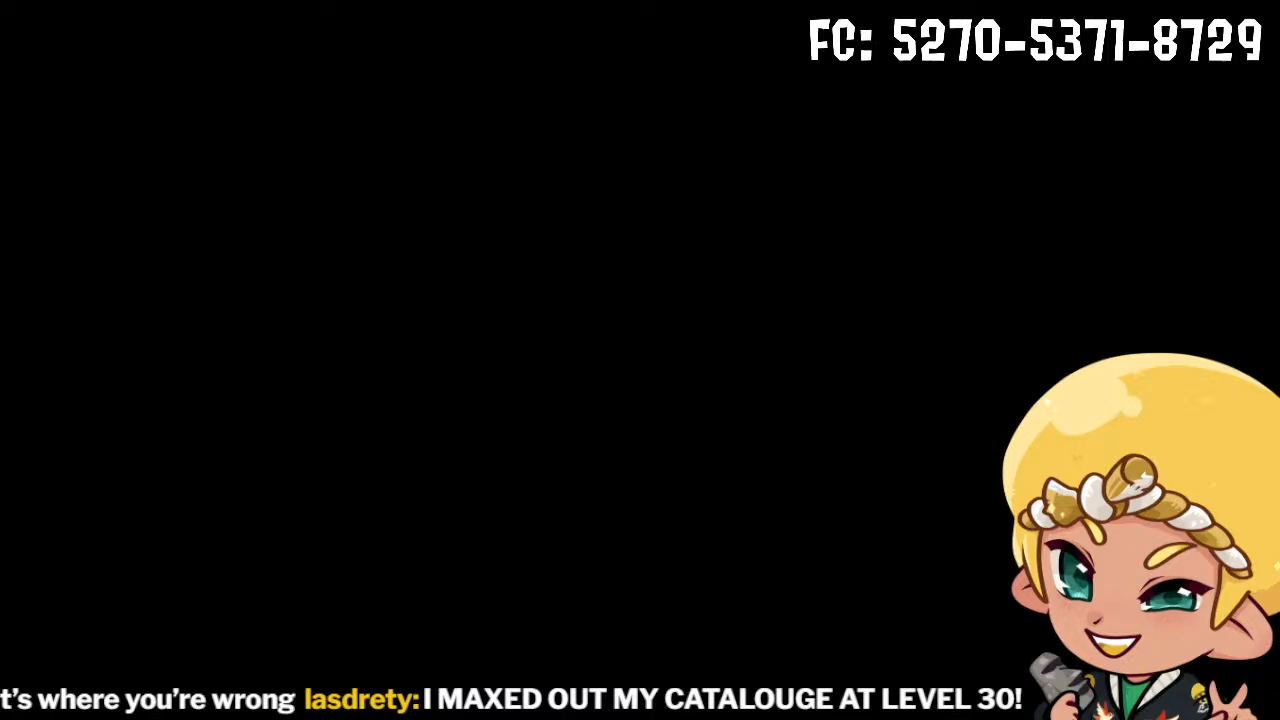 FC: 5270-5371-8729
t's where you're wrong lasdrety: I MAXED OUT MY CATALOUGE AT LEVEL 30!